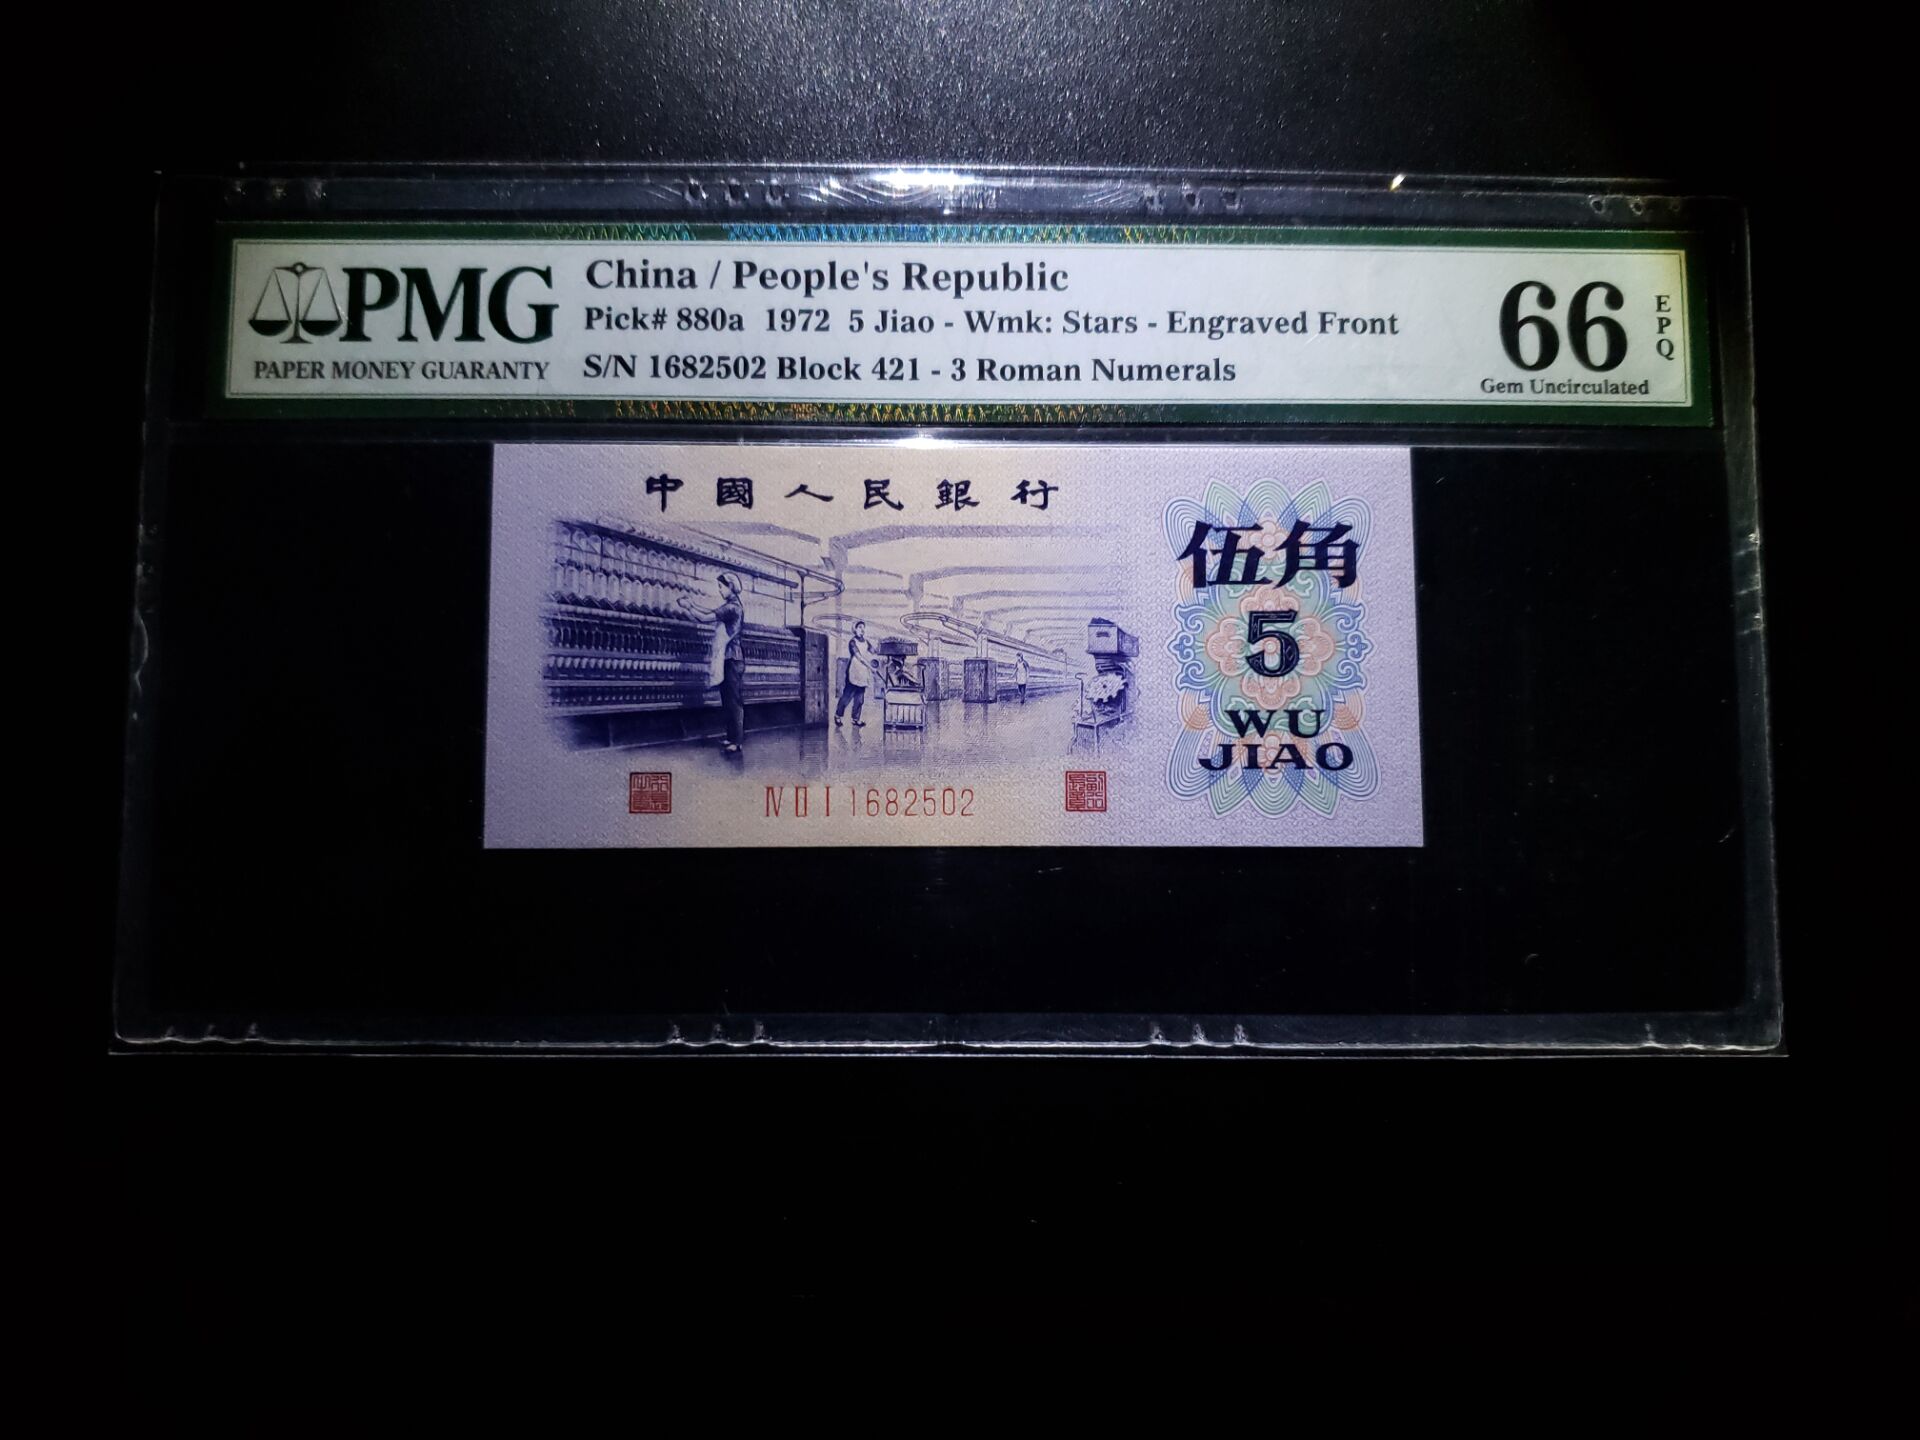 PMG
PAPER MONEY GUARANTY
China / People's Republic
Pick# 880a 1972 5 Jiao - Wmk: Stars - Engraved Front
S/N 1682502 Block 421 - 3 Roman Numerals
66
EPQ
Gem Uncirculated
中國人民銀行
伍角
5
WU
JIAO
Ⅳ Ⅱ Ⅰ 1682502